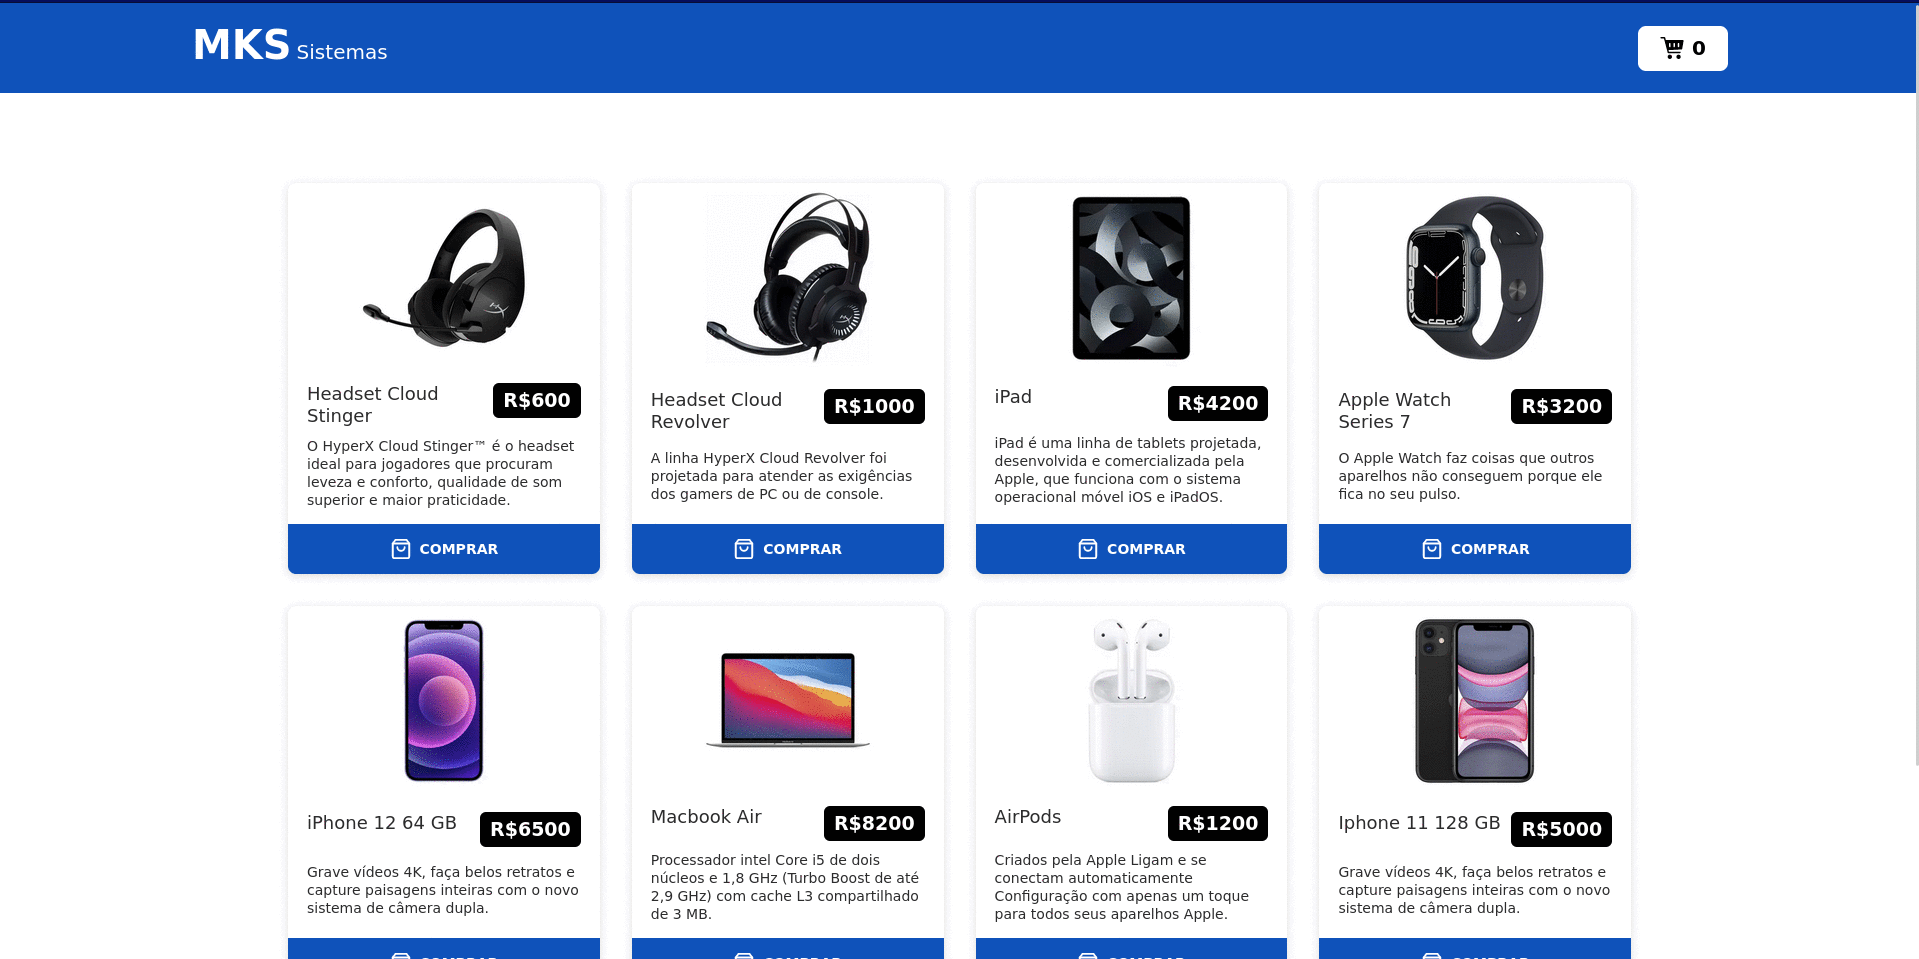 MKS Sistemas
0
Headset Cloud
Stinger
R$600
O HyperX Cloud Stinger™ é o headset
ideal para jogadores que procuram
leveza e conforto, qualidade de som
superior e maior praticidade.
COMPRAR
Headset Cloud
Revolver
R$1000
A linha HyperX Cloud Revolver foi
projetada para atender as exigências
dos gamers de PC ou de console.
COMPRAR
iPad
R$4200
iPad é uma linha de tablets projetada,
desenvolvida e comercializada pela
Apple, que funciona com o sistema
operacional móvel iOS e iPadOS.
COMPRAR
Apple Watch
Series 7
R$3200
O Apple Watch faz coisas que outros
aparelhos não conseguem porque ele
fica no seu pulso.
COMPRAR
iPhone 12 64 GB
R$6500
Grave vídeos 4K, faça belos retratos e
capture paisagens inteiras com o novo
sistema de câmera dupla.
COMPRAR
Macbook Air
R$8200
Processador intel Core i5 de dois
núcleos e 1,8 GHz (Turbo Boost de até
2,9 GHz) com cache L3 compartilhado
de 3 MB.
COMPRAR
AirPods
R$1200
Criados pela Apple Ligam e se
conectam automaticamente
Configuração com apenas um toque
para todos seus aparelhos Apple.
COMPRAR
Iphone 11 128 GB
R$5000
Grave vídeos 4K, faça belos retratos e
capture paisagens inteiras com o novo
sistema de câmera dupla.
COMPRAR